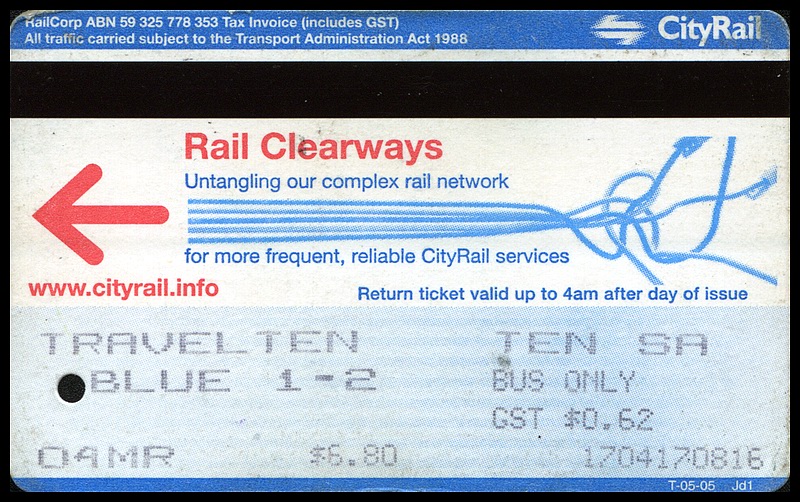 RailCorp ABN 59 325 778 353 Tax Invoice (includes GST)
All traffic carried subject to the Transport Administration Act 1988
CityRail
Rail Clearways
Untangling our complex rail network
for more frequent, reliable CityRail services
www.cityrail.info
Return ticket valid up to 4am after day of issue
TRAVELTEN TEN SA
BLUE 1-2 BUS ONLY
GST $0.62
04MR $6.80 1704170816
T-05-05 Jd1